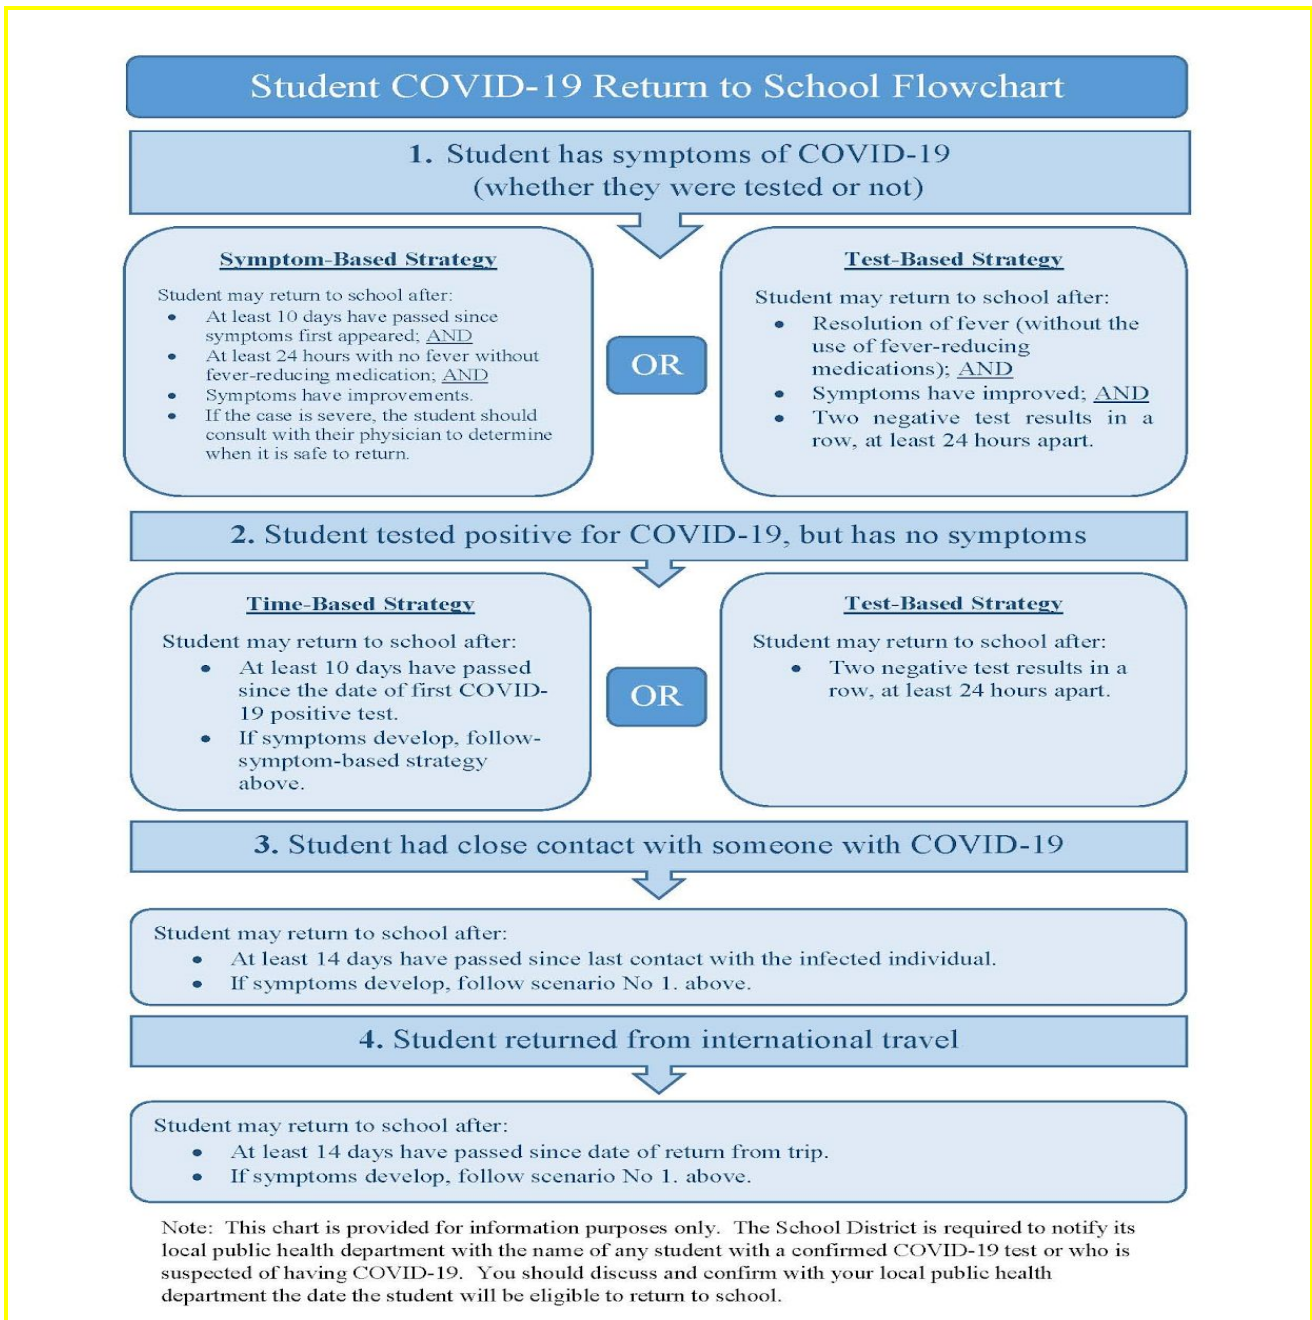 Student COVID-19 Return to School Flowchart
1. Student has symptoms of COVID-19
(whether they were tested or not)
Symptom-Based Strategy
Student may return to school after:
• At least 10 days have passed since
symptoms first appeared; AND
• At least 24 hours with no fever without
fever-reducing medication; AND
• Symptoms have improvements.
• If the case is severe, the student should
consult with their physician to determine
when it is safe to return.
OR
Test-Based Strategy
Student may return to school after:
• Resolution of fever (without the
use of fever-reducing
medications); AND
• Symptoms have improved; AND
• Two negative test results in a
row, at least 24 hours apart.
2. Student tested positive for COVID-19, but has no symptoms
Time-Based Strategy
Student may return to school after:
• At least 10 days have passed
since the date of first COVID-
19 positive test.
• If symptoms develop, follow-
symptom-based strategy
above.
OR
Test-Based Strategy
Student may return to school after:
• Two negative test results in a
row, at least 24 hours apart.
3. Student had close contact with someone with COVID-19
Student may return to school after:
• At least 14 days have passed since last contact with the infected individual.
• If symptoms develop, follow scenario No 1. above.
4. Student returned from international travel
Student may return to school after:
• At least 14 days have passed since date of return from trip.
• If symptoms develop, follow scenario No 1. above.
Note: This chart is provided for information purposes only. The School District is required to notify its
local public health department with the name of any student with a confirmed COVID-19 test or who is
suspected of having COVID-19. You should discuss and confirm with your local public health
department the date the student will be eligible to return to school.